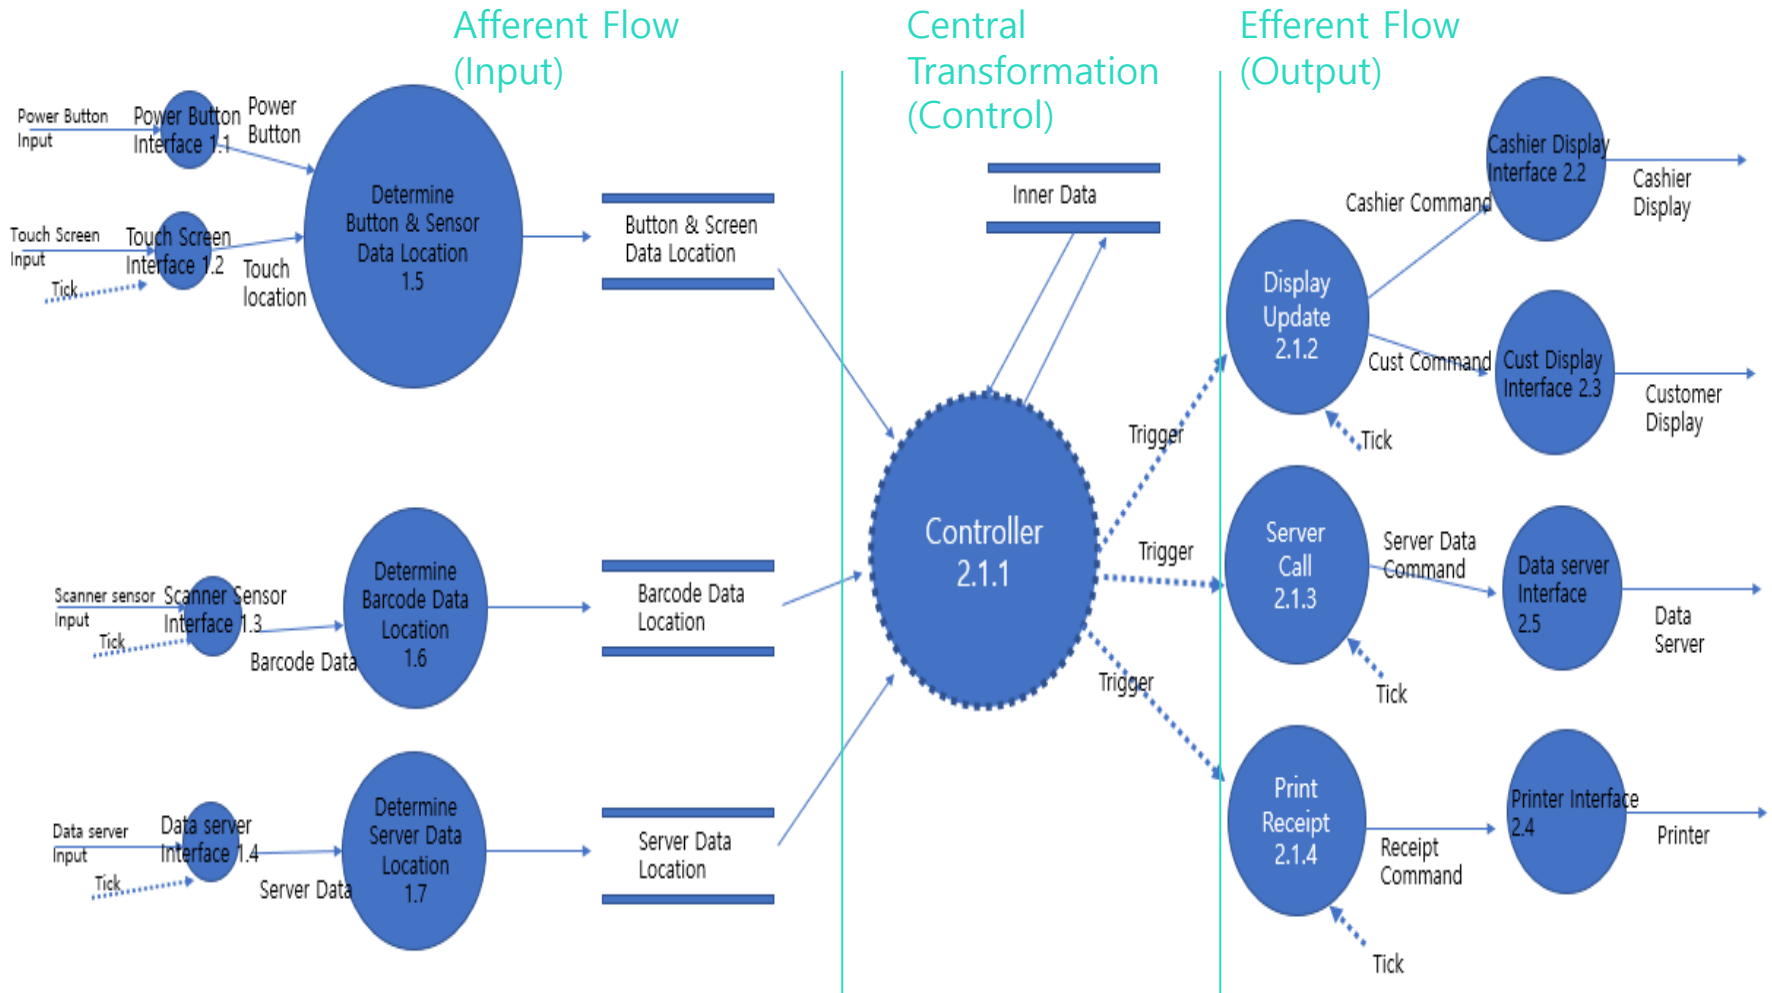 Afferent Flow
(Input)
Central
Transformation
(Control)
Efferent Flow
(Output)
Power Button
Input
Power Button
Interface 1.1
Power
Button
Touch Screen
Input
Touch Screen
Interface 1.2
Tick
Touch
location
Determine
Button & Sensor
Data Location
1.5
Button & Screen
Data Location
Scanner sensor
Input
Scanner Sensor
Interface 1.3
Tick
Barcode Data
Determine
Barcode Data
Location
1.6
Barcode Data
Location
Data server
Input
Data server
Interface 1.4
Tick
Server Data
Determine
Server Data
Location
1.7
Server Data
Location
Inner Data
Controller
2.1.1
Trigger
Trigger
Trigger
Display
Update
2.1.2
Tick
Cashier Command
Cashier Display
Interface 2.2
Cashier
Display
Cust Command
Cust Display
Interface 2.3
Customer
Display
Server
Call
2.1.3
Tick
Server Data
Command
Data server
Interface
2.5
Data
Server
Print
Receipt
2.1.4
Tick
Receipt
Command
Printer Interface
2.4
Printer